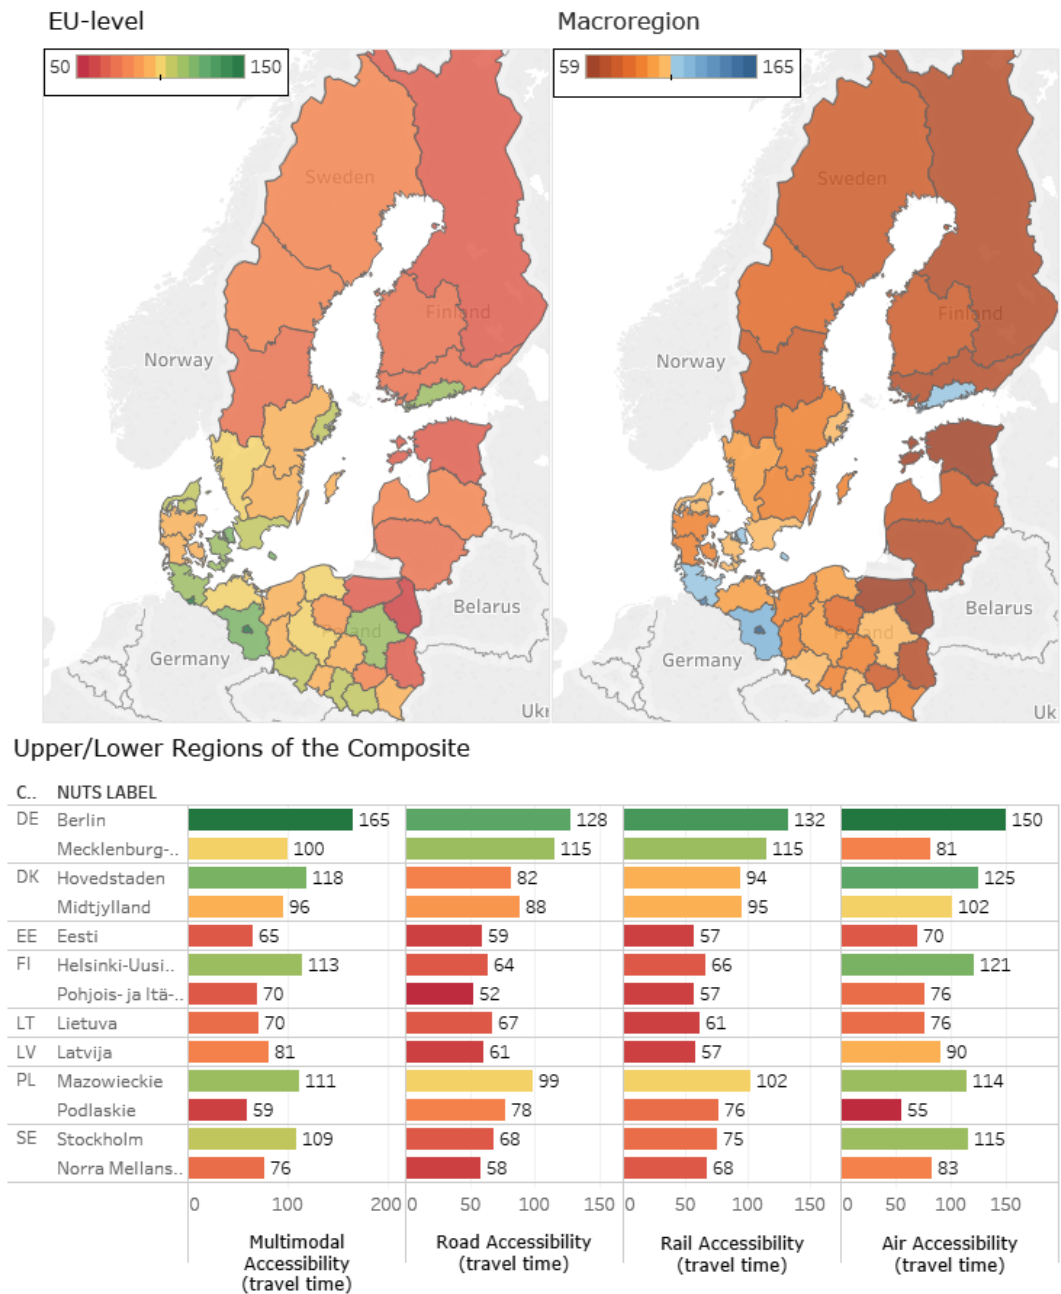 EU-level
Macroregion
50 150
59 165
Sweden
Finland
Norway
Belarus
Poland
Germany
Ukr
Sweden
Finland
Norway
Belarus
Poland
Germany
Uk
Upper/Lower Regions of the Composite
C.. NUTS LABEL
DE Berlin 165 128 132 150
Mecklenburg-.. 100 115 115 81
DK Hovedstaden 118 82 94 125
Midtjylland 96 88 95 102
EE Eesti 65 59 57 70
FI Helsinki-Uusi.. 113 64 66 121
Pohjois- ja Itä-.. 70 52 57 76
LT Lietuva 70 67 61 76
LV Latvija 81 61 57 90
PL Mazowieckie 111 99 102 114
Podlaskie 59 78 76 55
SE Stockholm 109 68 75 115
Norra Mellans.. 76 58 68 83
0 100 200 0 50 100 150 0 50 100 150 0 50 100 150
Multimodal Accessibility (travel time)
Road Accessibility (travel time)
Rail Accessibility (travel time)
Air Accessibility (travel time)